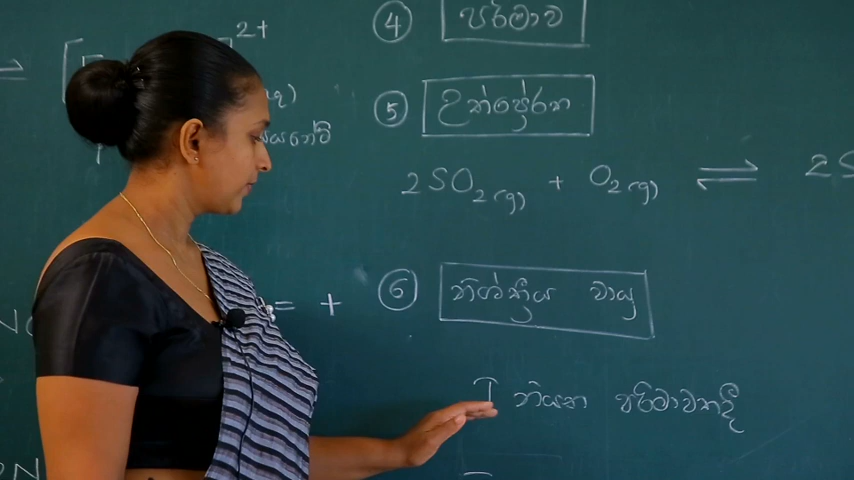 2+
④ පරිමාව
⑤ උත්ප්‍රේරක
2SO₂(g) + O₂(g) ⇌ 2S
= +
⑥ නිශ්ක්‍රීය වායු
I නියත පරිමාවකදී